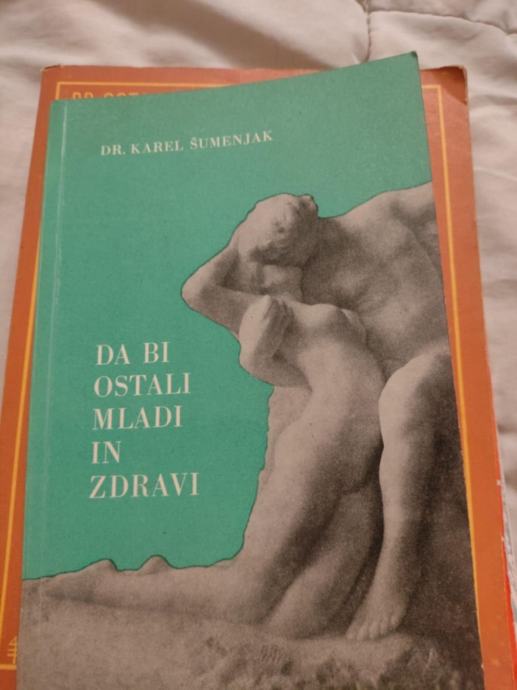 DR. KAREL ŠUMENJAK
DA BI
OSTALI
MLADI
IN
ZDRAVI